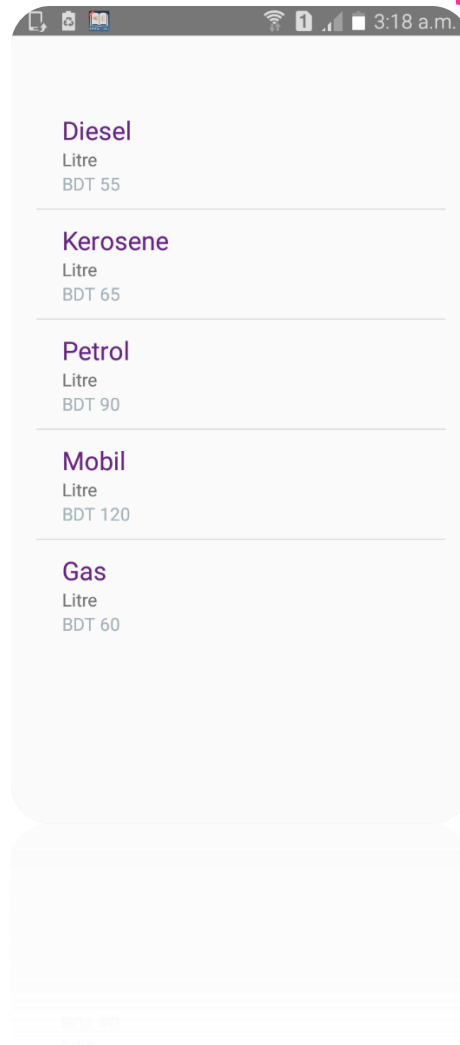 1 3:18 a.m.
Diesel
Litre
BDT 55
Kerosene
Litre
BDT 65
Petrol
Litre
BDT 90
Mobil
Litre
BDT 120
Gas
Litre
BDT 60